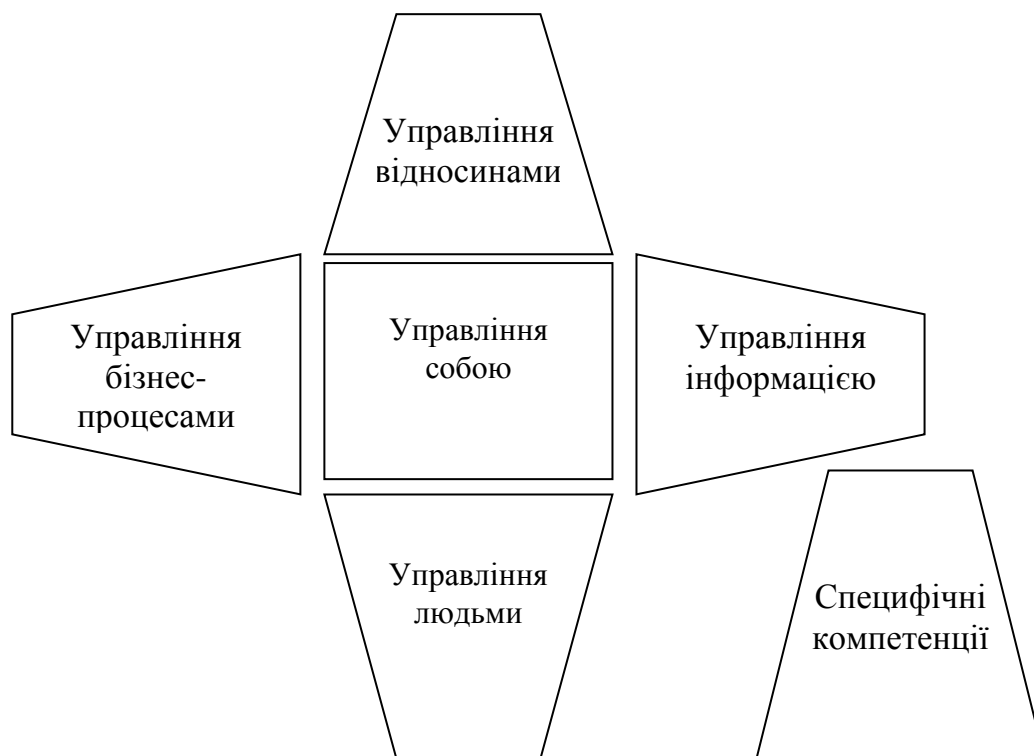 Управління
відносинами
Управління
бізнес-
процесами
Управління
собою
Управління
інформацією
Управління
людьми
Специфічні
компетенції